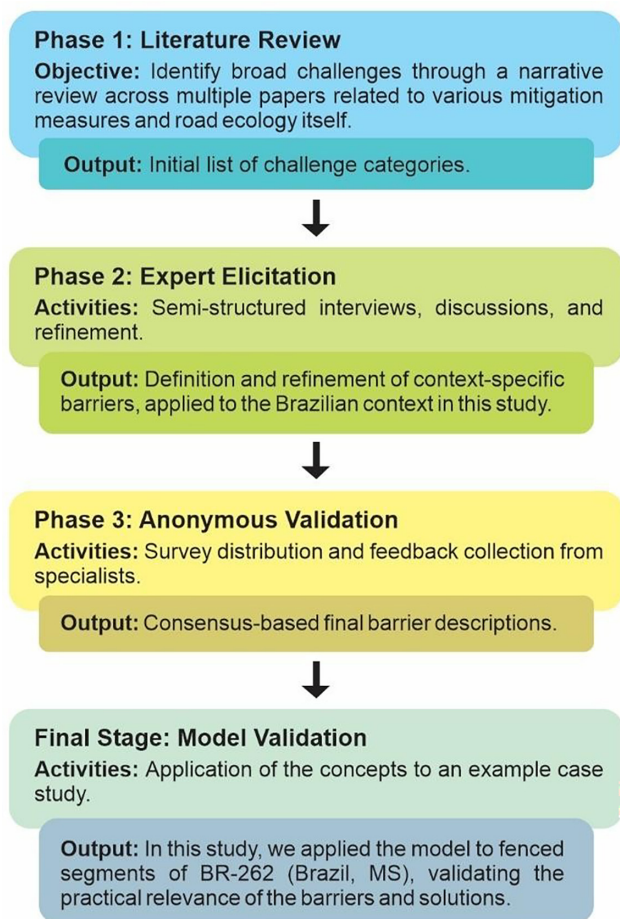 Phase 1: Literature Review
Objective: Identify broad challenges through a narrative
review across multiple papers related to various mitigation
measures and road ecology itself.
Output: Initial list of challenge categories.
Phase 2: Expert Elicitation
Activities: Semi-structured interviews, discussions, and
refinement.
Output: Definition and refinement of context-specific
barriers, applied to the Brazilian context in this study.
Phase 3: Anonymous Validation
Activities: Survey distribution and feedback collection from
specialists.
Output: Consensus-based final barrier descriptions.
Final Stage: Model Validation
Activities: Application of the concepts to an example case
study.
Output: In this study, we applied the model to fenced
segments of BR-262 (Brazil, MS), validating the
practical relevance of the barriers and solutions.